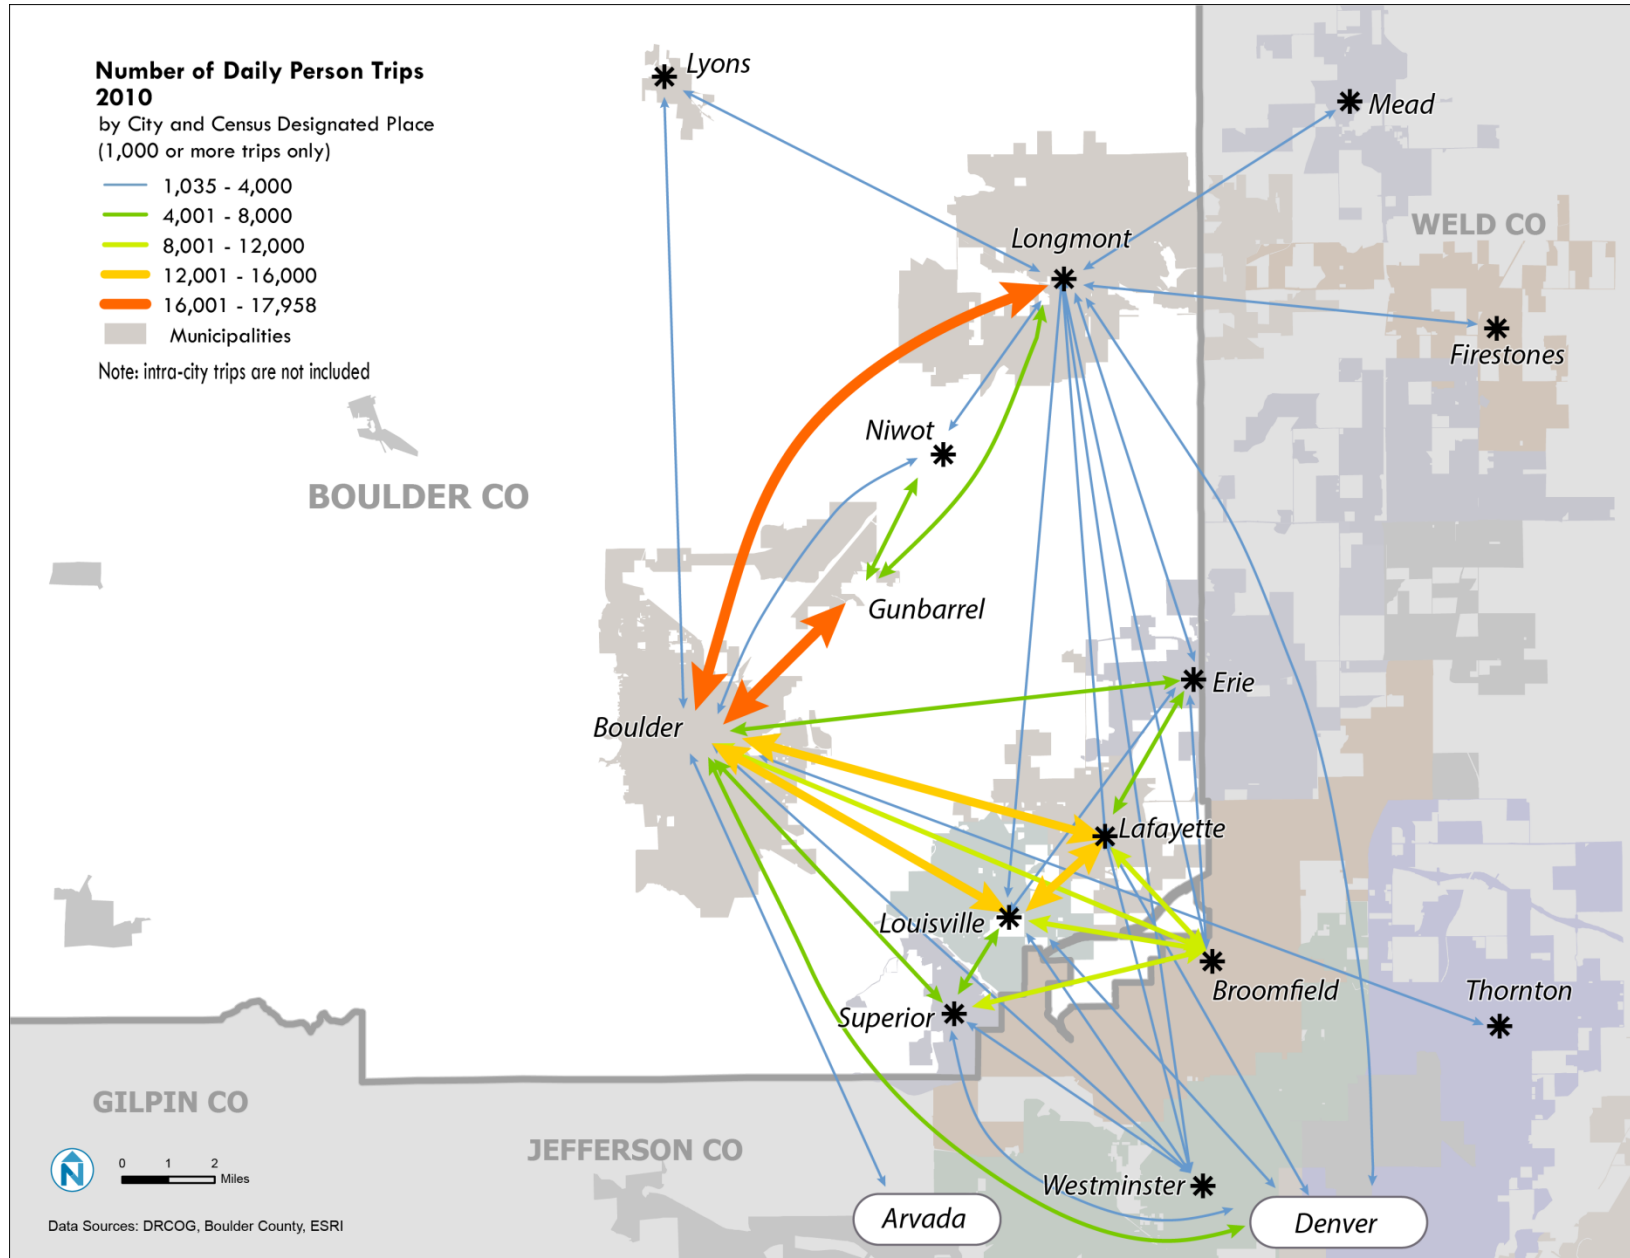 Number of Daily Person Trips
2010
by City and Census Designated Place
(1,000 or more trips only)
1,035 - 4,000
4,001 - 8,000
8,001 - 12,000
12,001 - 16,000
16,001 - 17,958
Municipalities
Note: intra-city trips are not included
Lyons
Mead
WELD CO
Longmont
Firestones
Niwot
BOULDER CO
Gunbarrel
Erie
Boulder
Lafayette
Louisville
Broomfield
Thornton
Superior
GILPIN CO
JEFFERSON CO
N
0 1 2
Miles
Westminster
Arvada
Denver
Data Sources: DRCOG, Boulder County, ESRI